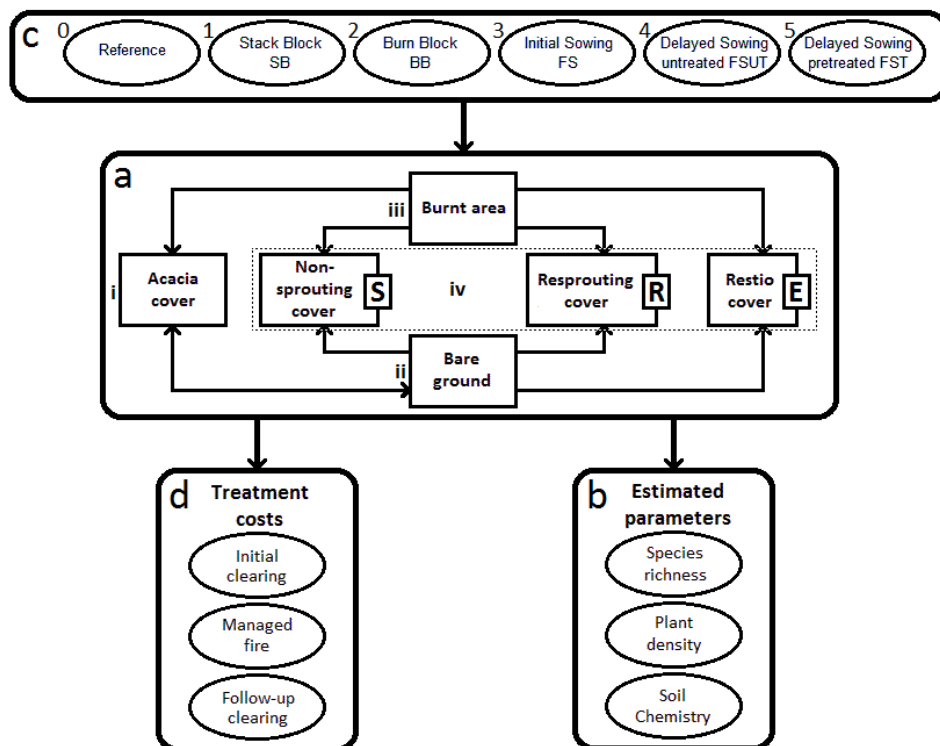 c
0
Reference
1
Stack Block
SB
2
Burn Block
BB
3
Initial Sowing
FS
4
Delayed Sowing
untreated FSUT
5
Delayed Sowing
pretreated FST
a
Burnt area
iii
i
Acacia
cover
Non-
sprouting
cover
S
iv
Resprouting
cover
R
Restio
cover
E
ii
Bare
ground
d
Treatment
costs
Initial
clearing
Managed
fire
Follow-up
clearing
b
Estimated
parameters
Species
richness
Plant
density
Soil
Chemistry